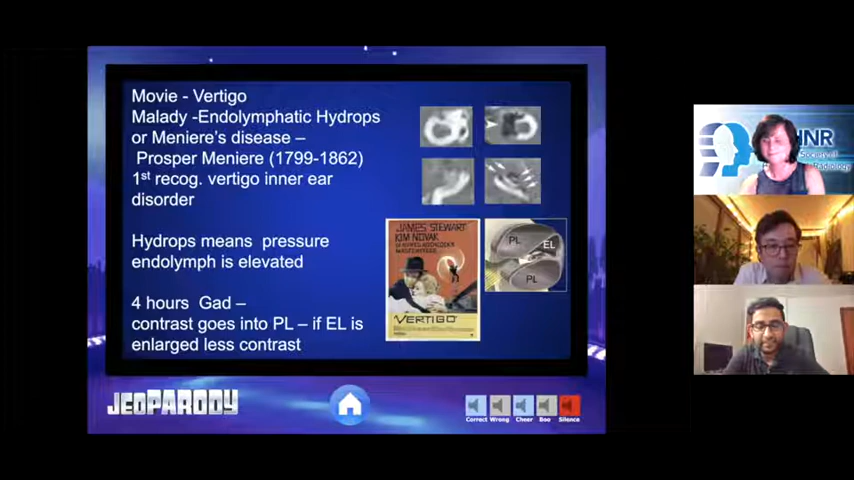 Movie - Vertigo
Malady -Endolymphatic Hydrops
or Meniere's disease –
Prosper Meniere (1799-1862)
1st recog. vertigo inner ear
disorder
Hydrops means pressure
endolymph is elevated
4 hours Gad –
contrast goes into PL – if EL is
enlarged less contrast
JAMES STEWART
KIM NOVAK
VERTIGO
PL
EL
PL
JEOPARODY
Correct Wrong Cheer Boo Silence
HNR
Society of
Radiology